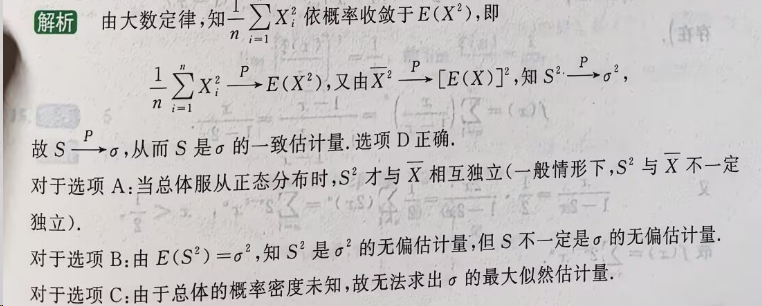 解析 由大数定律,知 1/n ∑_{i=1} X_i^2 依概率收敛于 E(X^2),即
1/n ∑_{i=1}^{n} X_i^2 —P→ E(X^2),又由 X̄^2 —P→ [E(X)]^2,知 S^2 —P→ σ^2,
故 S —P→ σ,从而 S 是 σ 的一致估计量.选项 D 正确.
对于选项 A:当总体服从正态分布时,S^2 才与 X̄ 相互独立(一般情形下,S^2 与 X̄ 不一定
独立).
对于选项 B:由 E(S^2)=σ^2,知 S^2 是 σ^2 的无偏估计量,但 S 不一定是 σ 的无偏估计量.
对于选项 C:由于总体的概率密度未知,故无法求出 σ 的最大似然估计量.